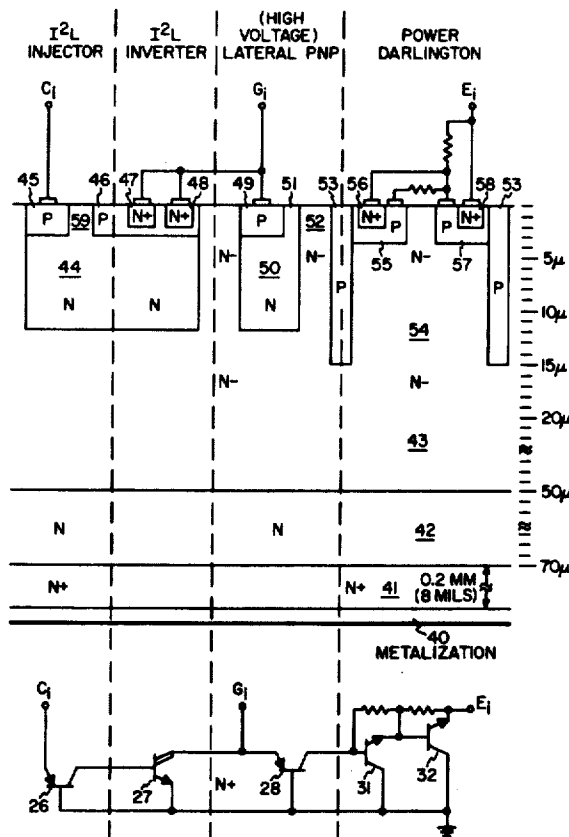 I²L INJECTOR
I²L INVERTER
(HIGH VOLTAGE) LATERAL PNP
POWER DARLINGTON
Ci
Gi
Ei
45
59
46
47
48
49
51
52
53
56
58
53
P
P
N+
N+
P
P
N+
P
P
N+
P
44
50
N-
N-
55
N-
57
5μ
N
N
N
10μ
54
15μ
N-
N-
20μ
43
50μ
N
N
42
70μ
N+
N+
41
0.2 MM (8 MILS)
40
METALIZATION
Ci
Gi
Ei
26
27
N+
28
31
32